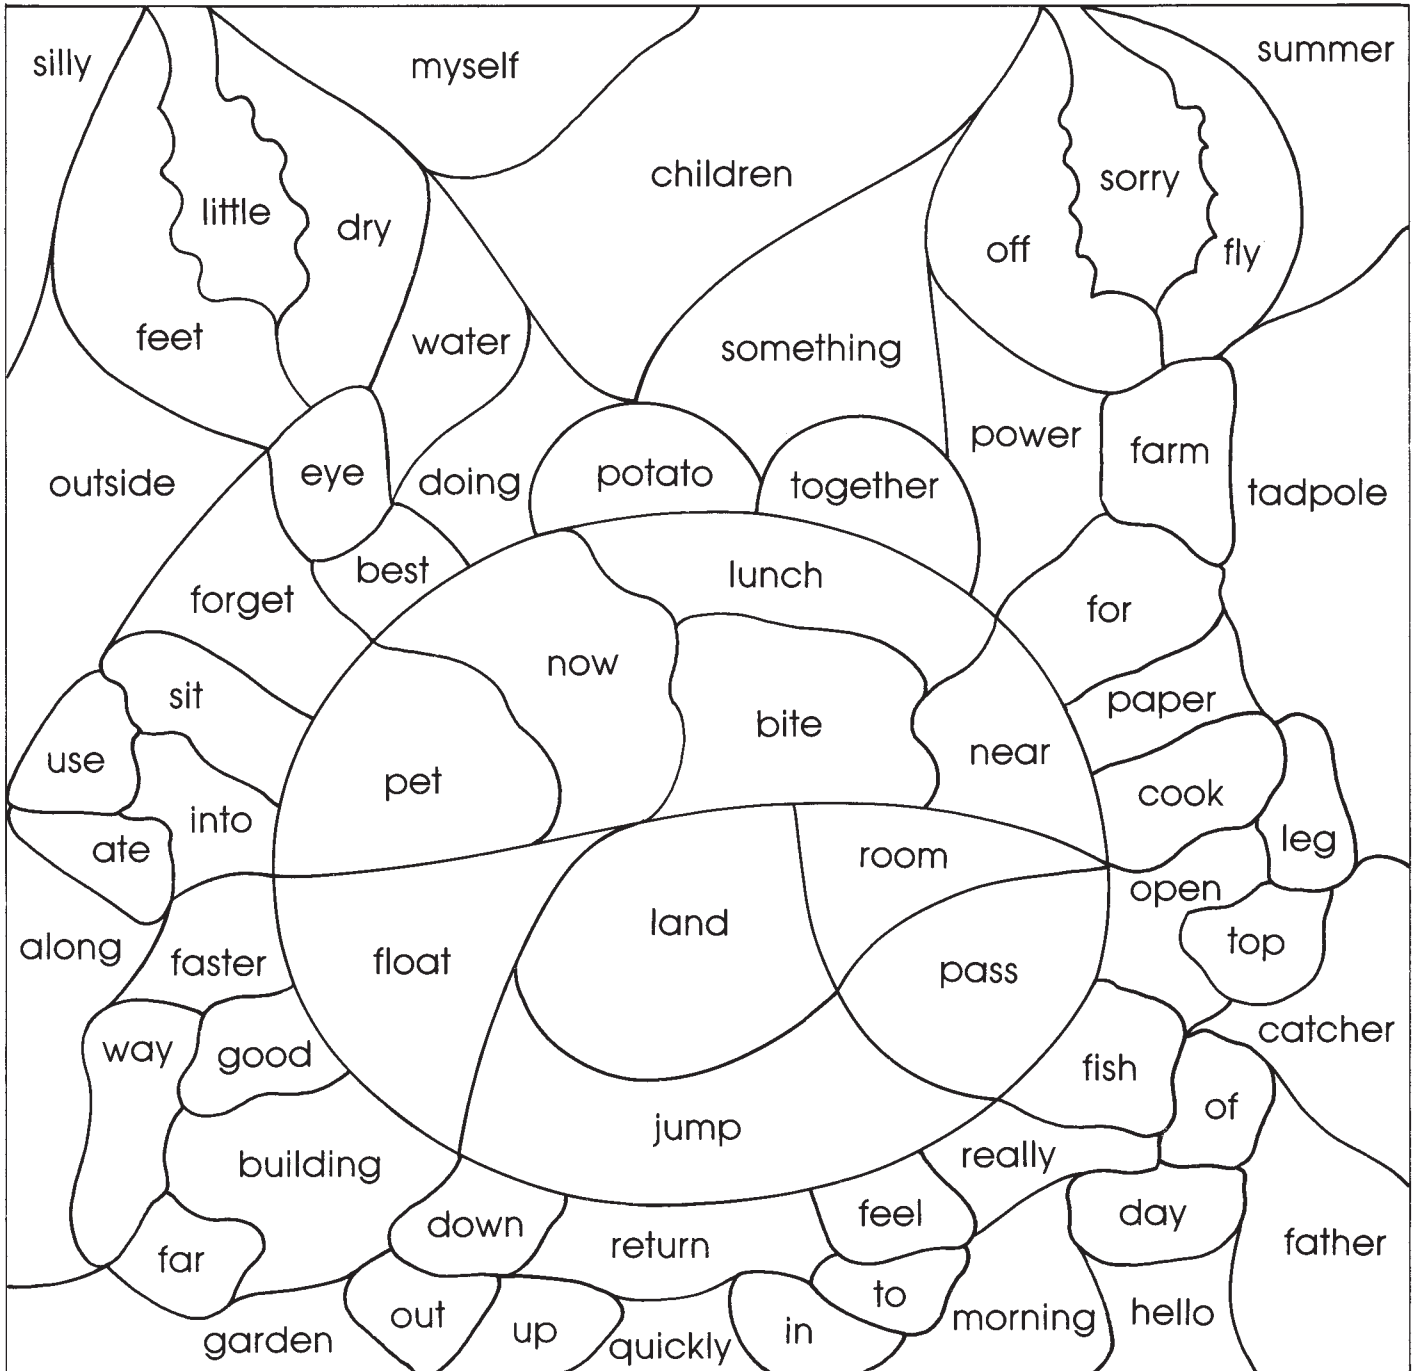 silly
myself
summer
children
little
sorry
dry
off
fly
feet
water
something
power
farm
outside
eye
doing
potato
together
tadpole
best
lunch
forget
for
now
sit
paper
bite
use
near
pet
cook
into
leg
ate
room
open
land
along
faster
float
top
pass
catcher
way
good
fish
of
jump
building
really
down
feel
day
return
far
father
to
out
up
in
morning
hello
garden
quickly